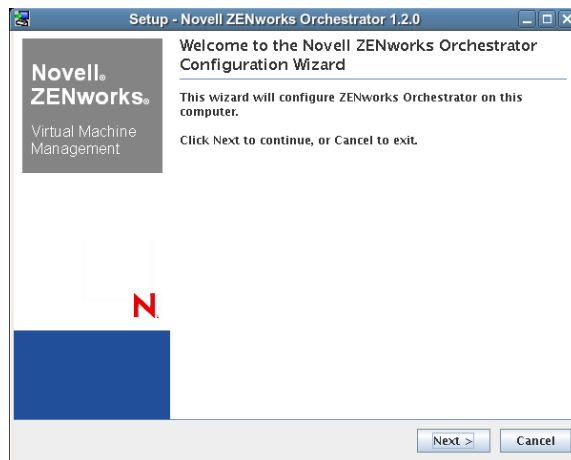 Setup - Novell ZENworks Orchestrator 1.2.0
Novell®
ZENworks®
Virtual Machine
Management
Welcome to the Novell ZENworks Orchestrator
Configuration Wizard
This wizard will configure ZENworks Orchestrator on this
computer.
Click Next to continue, or Cancel to exit.
N.
Next >
Cancel